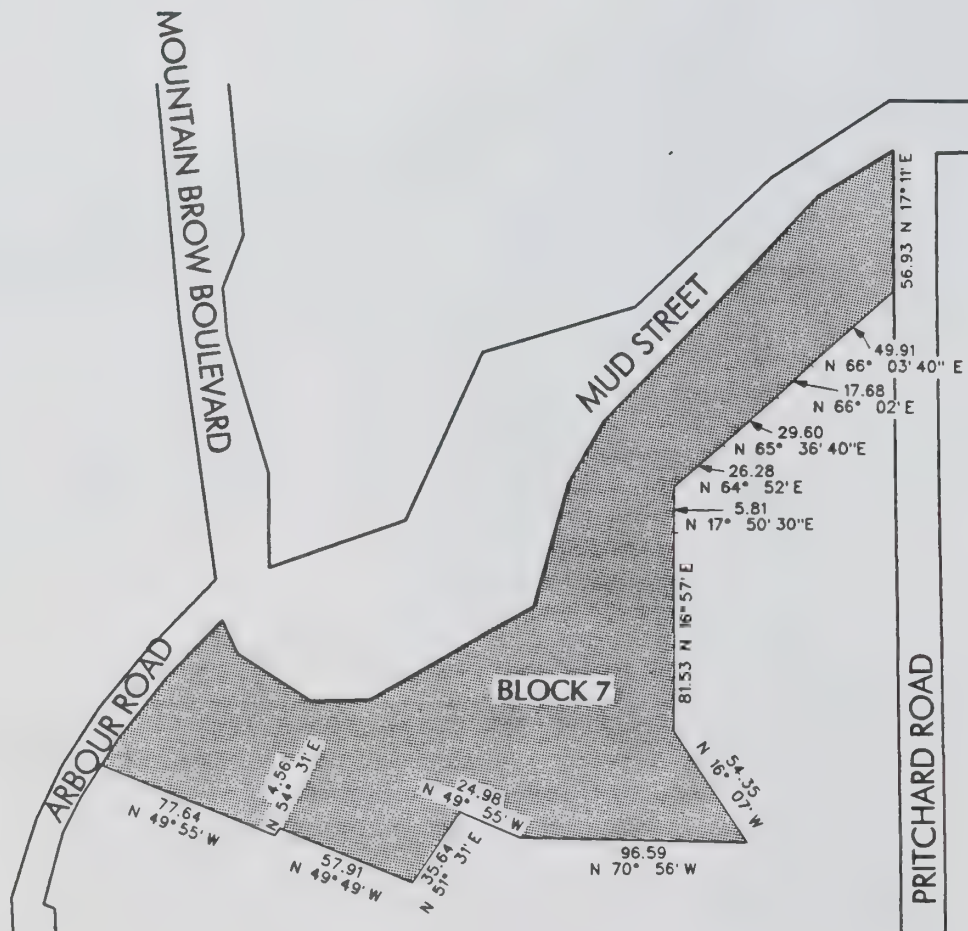 MOUNTAIN BROW BOULEVARD
MUD STREET
56.93 N 17° 11' E
49.91
N 66° 03' 40" E
17.68
N 66° 02' E
29.60
N 65° 36' 40"E
26.28
N 64° 52' E
5.81
N 17° 50' 30"E
81.53 N 16° 57' E
BLOCK 7
PRITCHARD ROAD
ARBOUR ROAD
54.35
N 16° 07' W
4.56
N 54° 31' E
24.98
N 49° 55' W
77.64
N 49° 55' W
35.64
N 51° 31' E
57.91
N 49° 49' W
96.59
N 70° 56' W